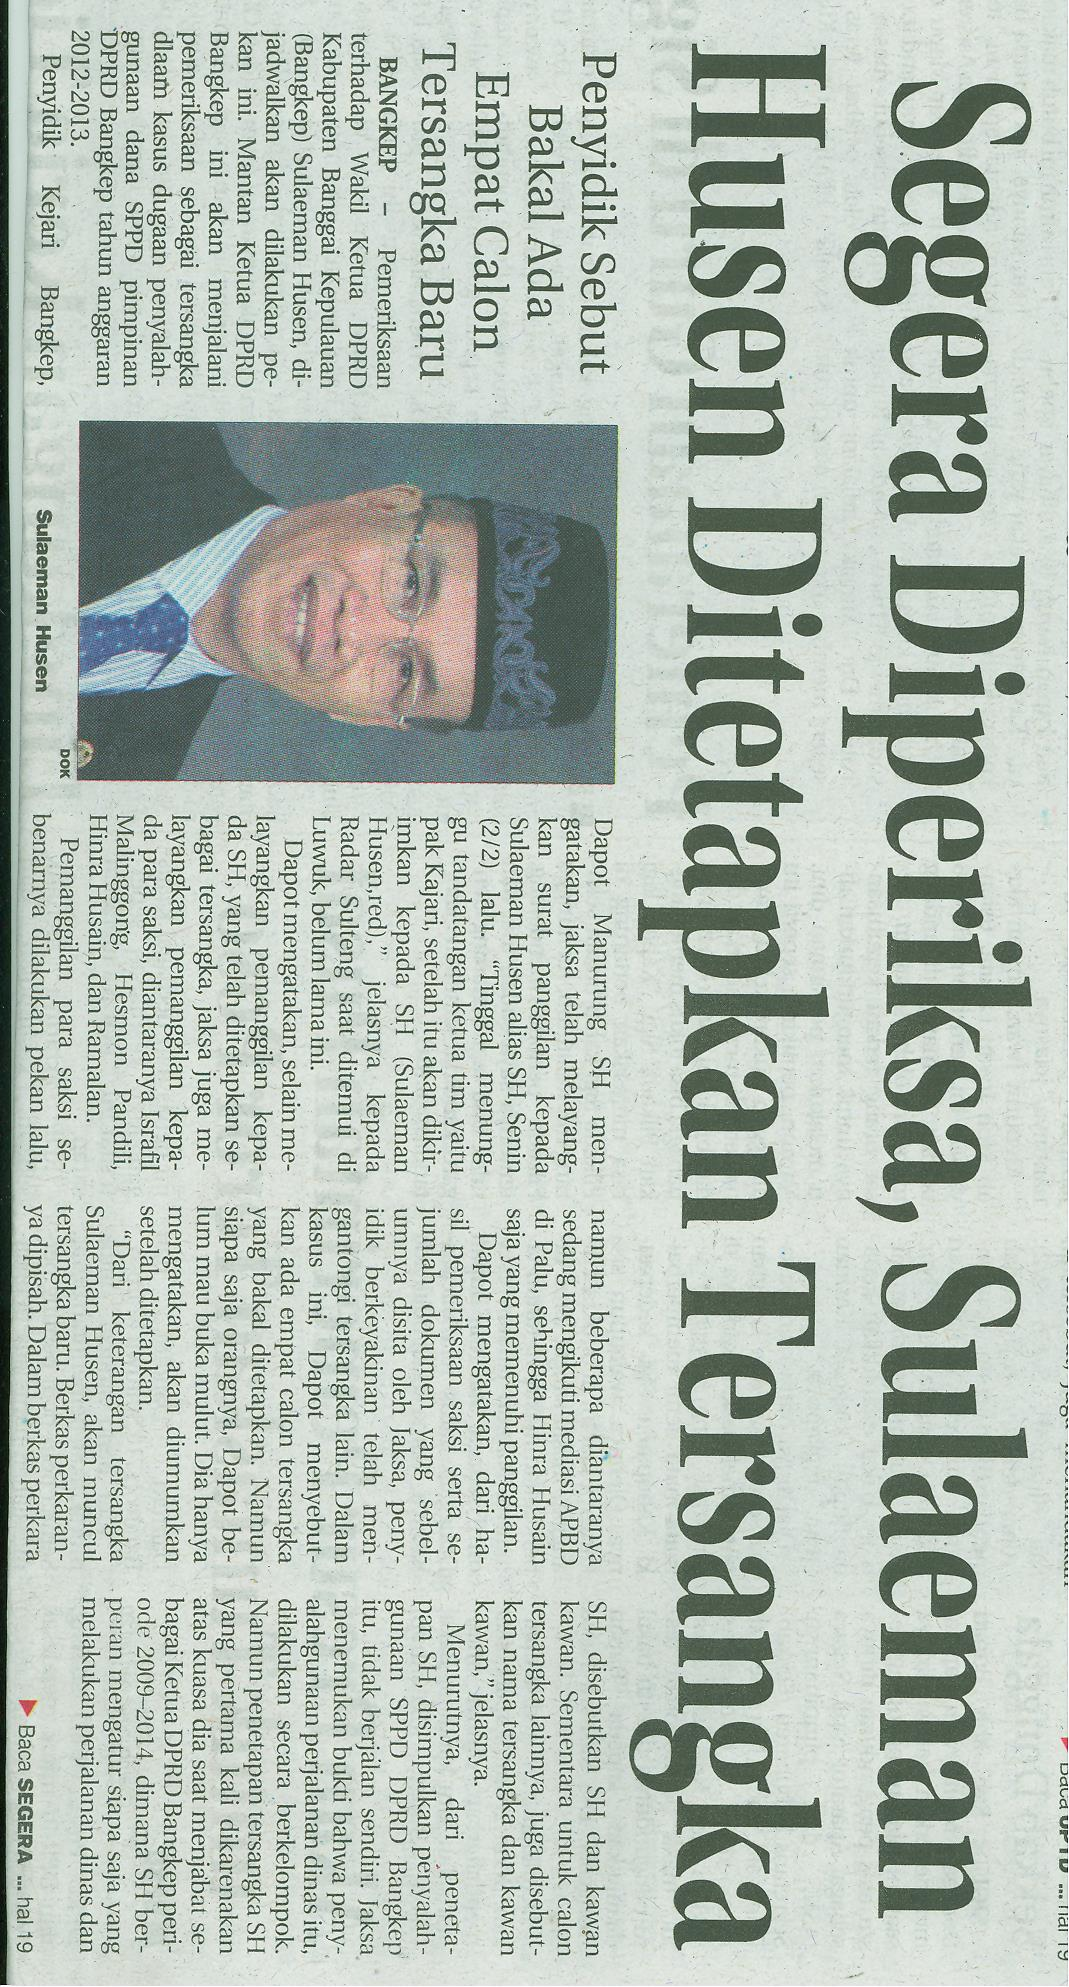 Segera Diperiksa, Sulaeman
Husen Ditetapkan Tersangka
Penyidik Sebut
Bakal Ada
Empat Calon
Tersangka Baru
BANGKEP – Pemeriksaan
terhadap Wakil Ketua DPRD
Kabupaten Banggai Kepulauan
(Bangkep) Sulaeman Husen, di-
jadwalkan akan dilakukan pe-
kan ini. Mantan Ketua DPRD
Bangkep ini akan menjalani
pemeriksaan sebagai tersangka
dlaam kasus dugaan penyalah-
gunaan dana SPPD pimpinan
DPRD Bangkep tahun anggaran
2012-2013.
Penyidik Kejari Bangkep,
DOK
Sulaeman Husen
Dapot Manurung SH men-
gatakan, jaksa telah melayang-
kan surat panggilan kepada
Sulaeman Husen alias SH, Senin
(2/2) lalu. “Tinggal menung-
gu tandatangan ketua tim yaitu
pak Kajari, setelah itu akan dikir-
imkan kepada SH (Sulaeman
Husen,red),” jelasnya kepada
Radar Sulteng saat ditemui di
Luwuk, belum lama ini.
Dapot mengatakan, selain me-
layangkan pemanggilan kepa-
da SH, yang telah ditetapkan se-
bagai tersangka, jaksa juga me-
layangkan pemanggilan kepa-
da para saksi, diantaranya Israfil
Malinggong, Hesmon Pandili,
Hinra Husain, dan Ramalan.
Pemanggilan para saksi se-
benarnya dilakukan pekan lalu,
namun beberapa diantaranya
sedang mengikuti mediasi APBD
di Palu, sehingga Hinra Husain
saja yang memenuhi panggilan.
Dapot mengatakan, dari ha-
sil pemeriksaan saksi serta se-
jumlah dokumen yang sebel-
umnya disita oleh Jaksa, peny-
idik berkeyakinan telah men-
gantongi tersangka lain. Dalam
kasus ini, Dapot menyebut-
kan ada empat calon tersangka
yang bakal ditetapkan. Namun
siapa saja orangnya, Dapot be-
lum mau buka mulut. Dia hanya
mengatakan, akan diumumkan
setelah ditetapkan.
“Dari keterangan tersangka
Sulaeman Husen, akan muncul
tersangka baru. Berkas perkaran-
ya dipisah. Dalam berkas perkara
SH, disebutkan SH dan kawan
kawan. Sementara untuk calon
tersangka lainnya, juga disebut-
kan nama tersangka dan kawan
kawan,” jelasnya.
Menurutnya, dari peneta-
pan SH, disimpulkan penyalah-
gunaan SPPD DPRD Bangkep
itu, tidak berjalan sendiri. Jaksa
menemukan bukti bahwa peny-
alahgunaan perjalanan dinas itu,
dilakukan secara berkelompok.
Namun penetapan tersangka SH
yang pertama kali dikarenakan
atas kuasa dia saat menjabat se-
bagai Ketua DPRD Bangkep peri-
ode 2009–2014, dimana SH ber-
peran mengatur siapa saja yang
melakukan perjalanan dinas dan
Baca SEGERA ... hal 19